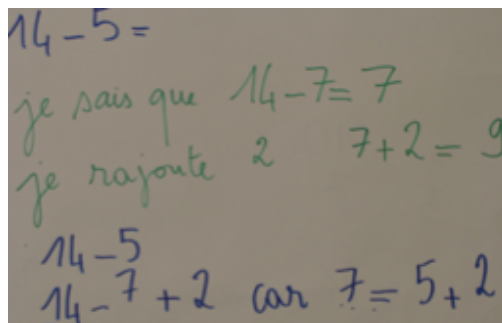 14-5=
je sais que 14-7=7
je rajoute 2 7+2=9
14-5
14-7+2 car 7=5+2